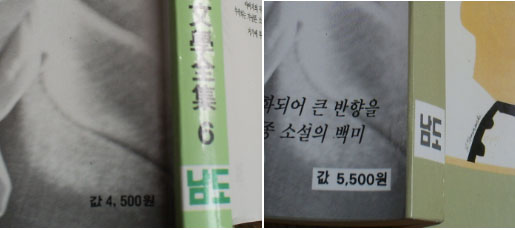 文學全集 6
남도
값 4,500원
화되어 큰 반향을
중 소설의 백미
남도
값 5,500원